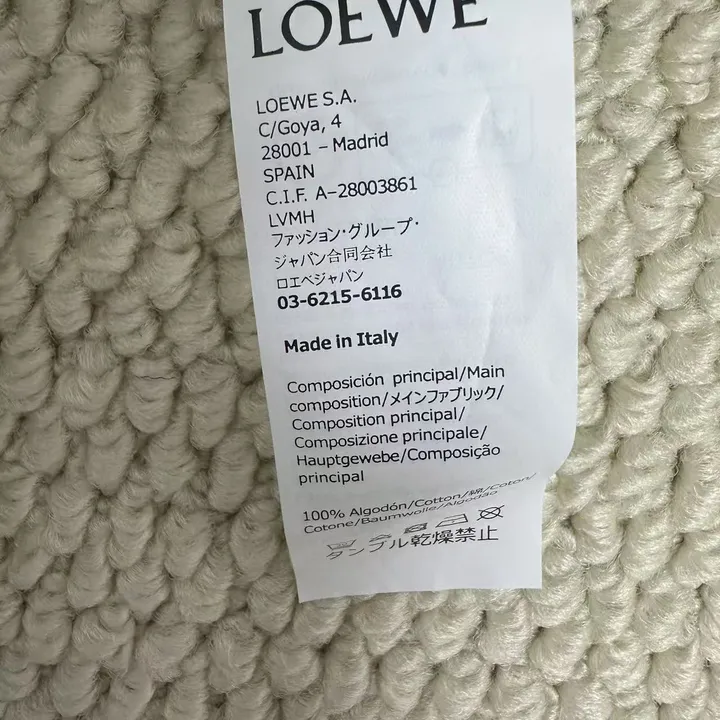 LOEWE
LOEWE S.A.
C/Goya, 4
28001 – Madrid
SPAIN
C.I.F. A-28003861
LVMH
ファッション・グループ・
ジャパン合同会社
ロエベジャパン
03-6215-6116
Made in Italy
Composición principal/Main
composition/メインファブリック/
Composition principal/
Composizione principale/
Hauptgewebe/Composição
principal
100% Algodón/Cotton/綿/Coton/
Cotone/Baumwolle/Algodão
タンブル乾燥禁止